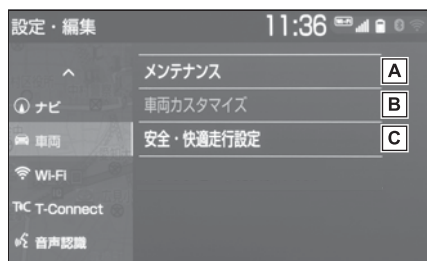 設定・編集 11:36
メンテナンス A
ナビ
車両カスタマイズ B
車両
安全・快適走行設定 C
Wi-Fi
T-Connect
音声認識